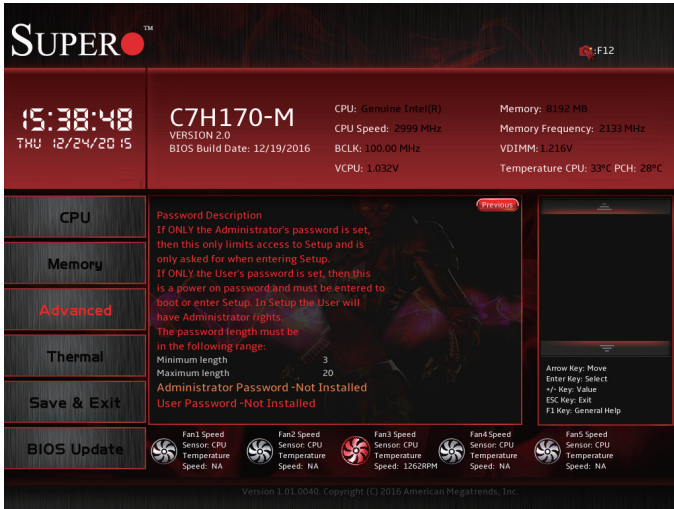 SUPER™
:F12
15:38:48
THU 12/24/2015
C7H170-M
VERSION 2.0
BIOS Build Date: 12/19/2016
CPU: Genuine Intel(R)
CPU Speed: 2999 MHz
BCLK: 100.00 MHz
VCPU: 1.032V
Memory: 8192 MB
Memory Frequency: 2133 MHz
VDIMM: 1.216V
Temperature CPU: 33°C PCH: 28°C
CPU
Memory
Advanced
Thermal
Save & Exit
BIOS Update
Previous
Password Description
If ONLY the Administrator's password is set,
then this only limits access to Setup and is
only asked for when entering Setup.
If ONLY the User's password is set, then this
is a power on password and must be entered to
boot or enter Setup. In Setup the User will
have Administrator rights.
The password length must be
in the following range:
Minimum length 3
Maximum length 20
Administrator Password -Not Installed
User Password -Not Installed
Arrow Key: Move
Enter Key: Select
+/- Key: Value
ESC Key: Exit
F1 Key: General Help
Fan1 Speed
Sensor: CPU
Temperature
Speed: NA
Fan2 Speed
Sensor: CPU
Temperature
Speed: NA
Fan3 Speed
Sensor: CPU
Temperature
Speed: 1262RPM
Fan4 Speed
Sensor: CPU
Temperature
Speed: NA
Fan5 Speed
Sensor: CPU
Temperature
Speed: NA
Version 1.01.0040. Copyright (C) 2016 American Megatrends, Inc.